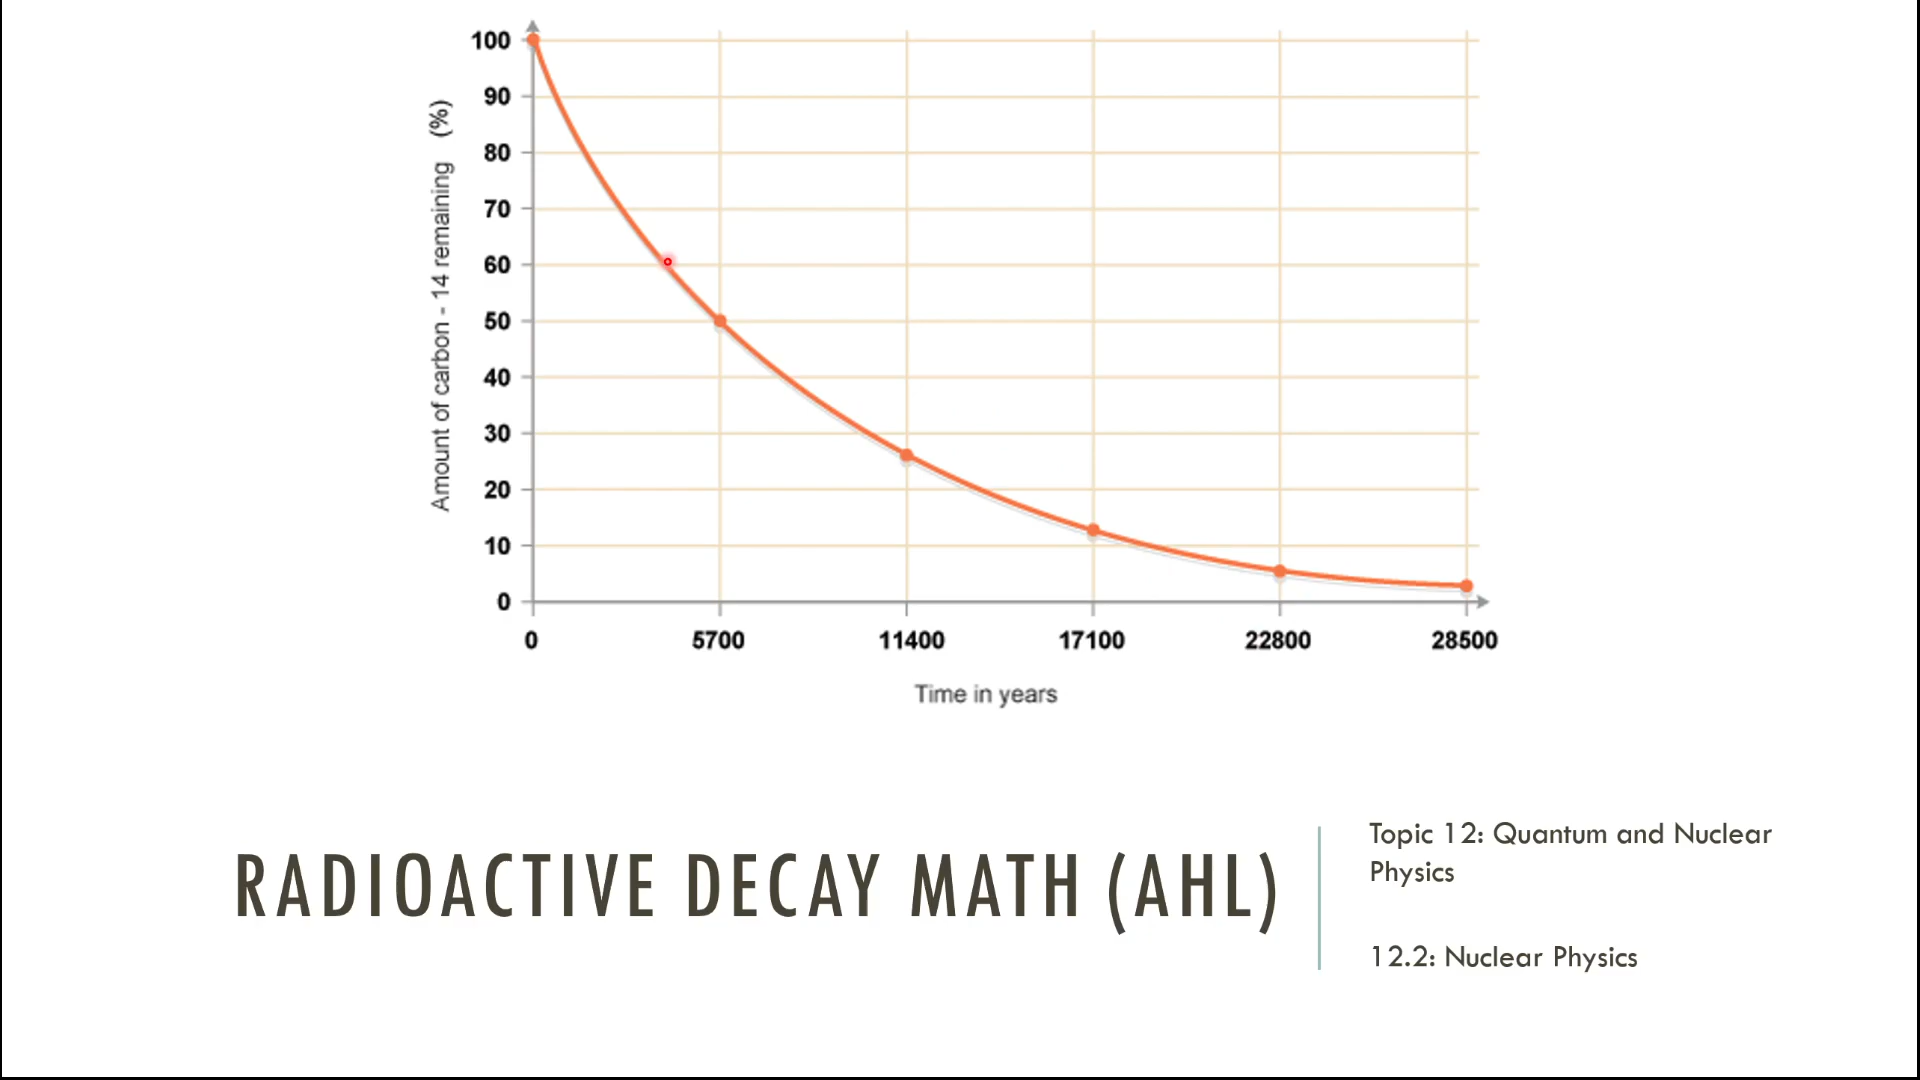 100
90
80
70
60
50
40
30
20
10
0
Amount of carbon - 14 remaining (%)
0 5700 11400 17100 22800 28500
Time in years
RADIOACTIVE DECAY MATH (AHL)
Topic 12: Quantum and Nuclear
Physics
12.2: Nuclear Physics